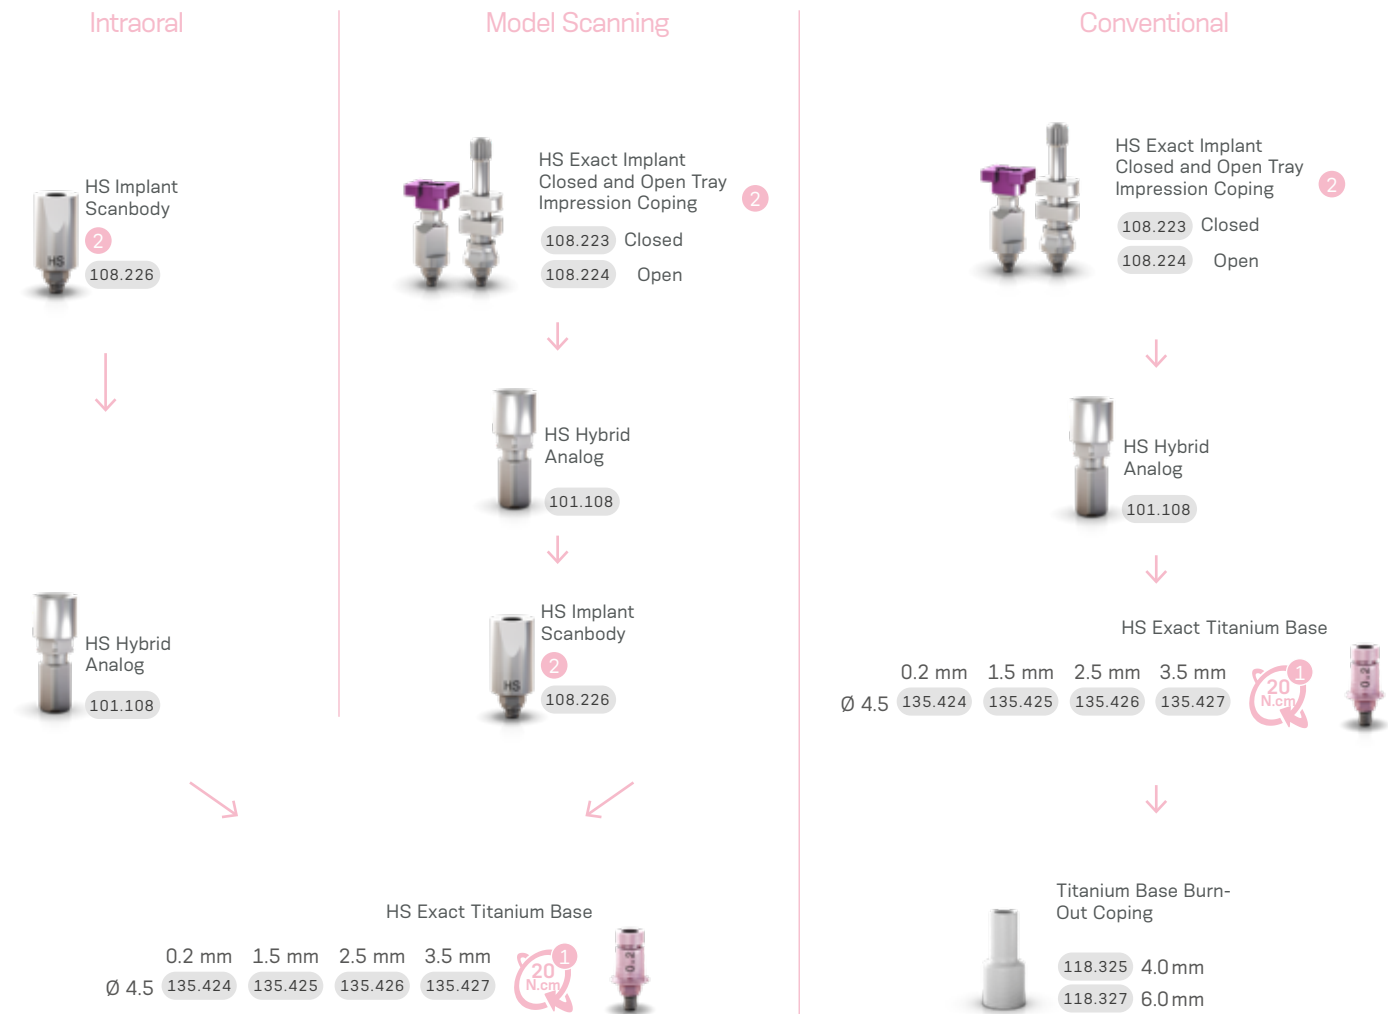 Intraoral
HS Implant
Scanbody
2
108.226
HS
HS Hybrid
Analog
101.108
Model Scanning
HS Exact Implant
Closed and Open Tray
Impression Coping
2
108.223 Closed
108.224 Open
HS Hybrid
Analog
101.108
HS Implant
Scanbody
2
108.226
HS
HS Exact Titanium Base
0.2 mm 1.5 mm 2.5 mm 3.5 mm
Ø 4.5 135.424 135.425 135.426 135.427
20
N.cm
1
0.2
Conventional
HS Exact Implant
Closed and Open Tray
Impression Coping
2
108.223 Closed
108.224 Open
HS Hybrid
Analog
101.108
HS Exact Titanium Base
0.2 mm 1.5 mm 2.5 mm 3.5 mm
Ø 4.5 135.424 135.425 135.426 135.427
20
N.cm
1
0.2
Titanium Base Burn-
Out Coping
118.325 4.0 mm
118.327 6.0 mm